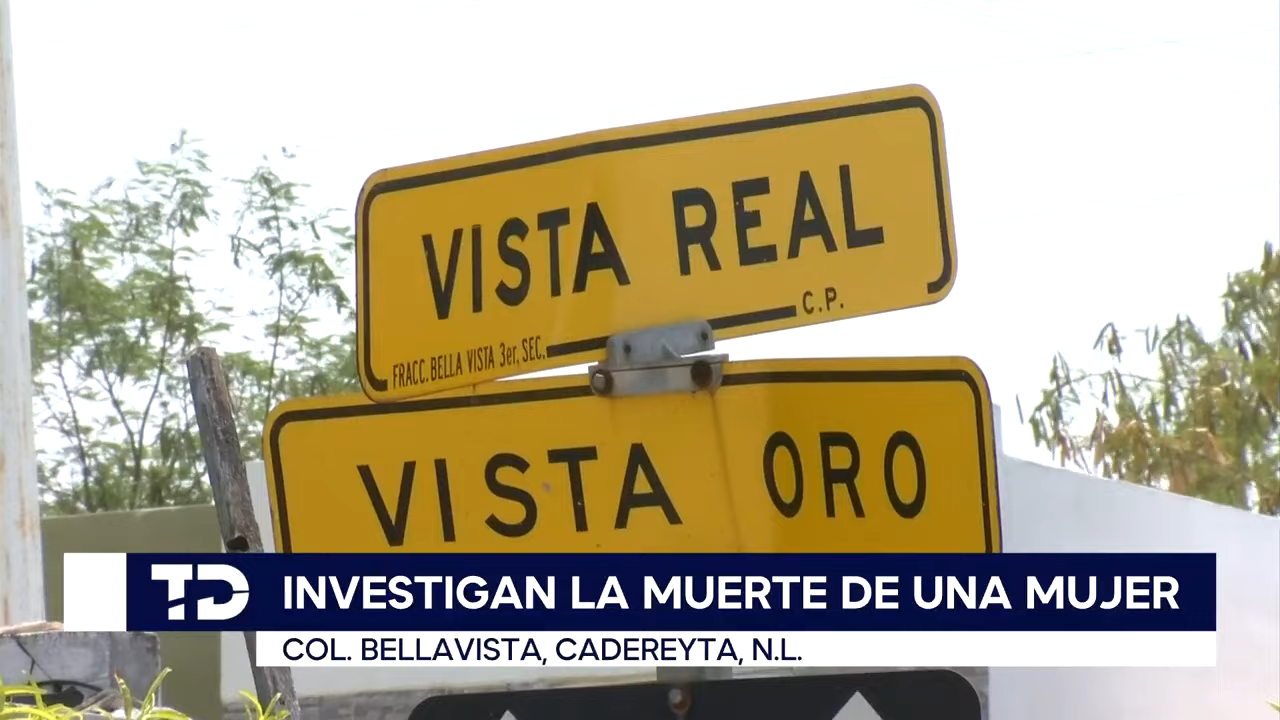 VISTA REAL
C.P.
FRACC. BELLA VISTA 3er. SEC.
VISTA ORO
TD INVESTIGAN LA MUERTE DE UNA MUJER
COL. BELLAVISTA, CADEREYTA, N.L.